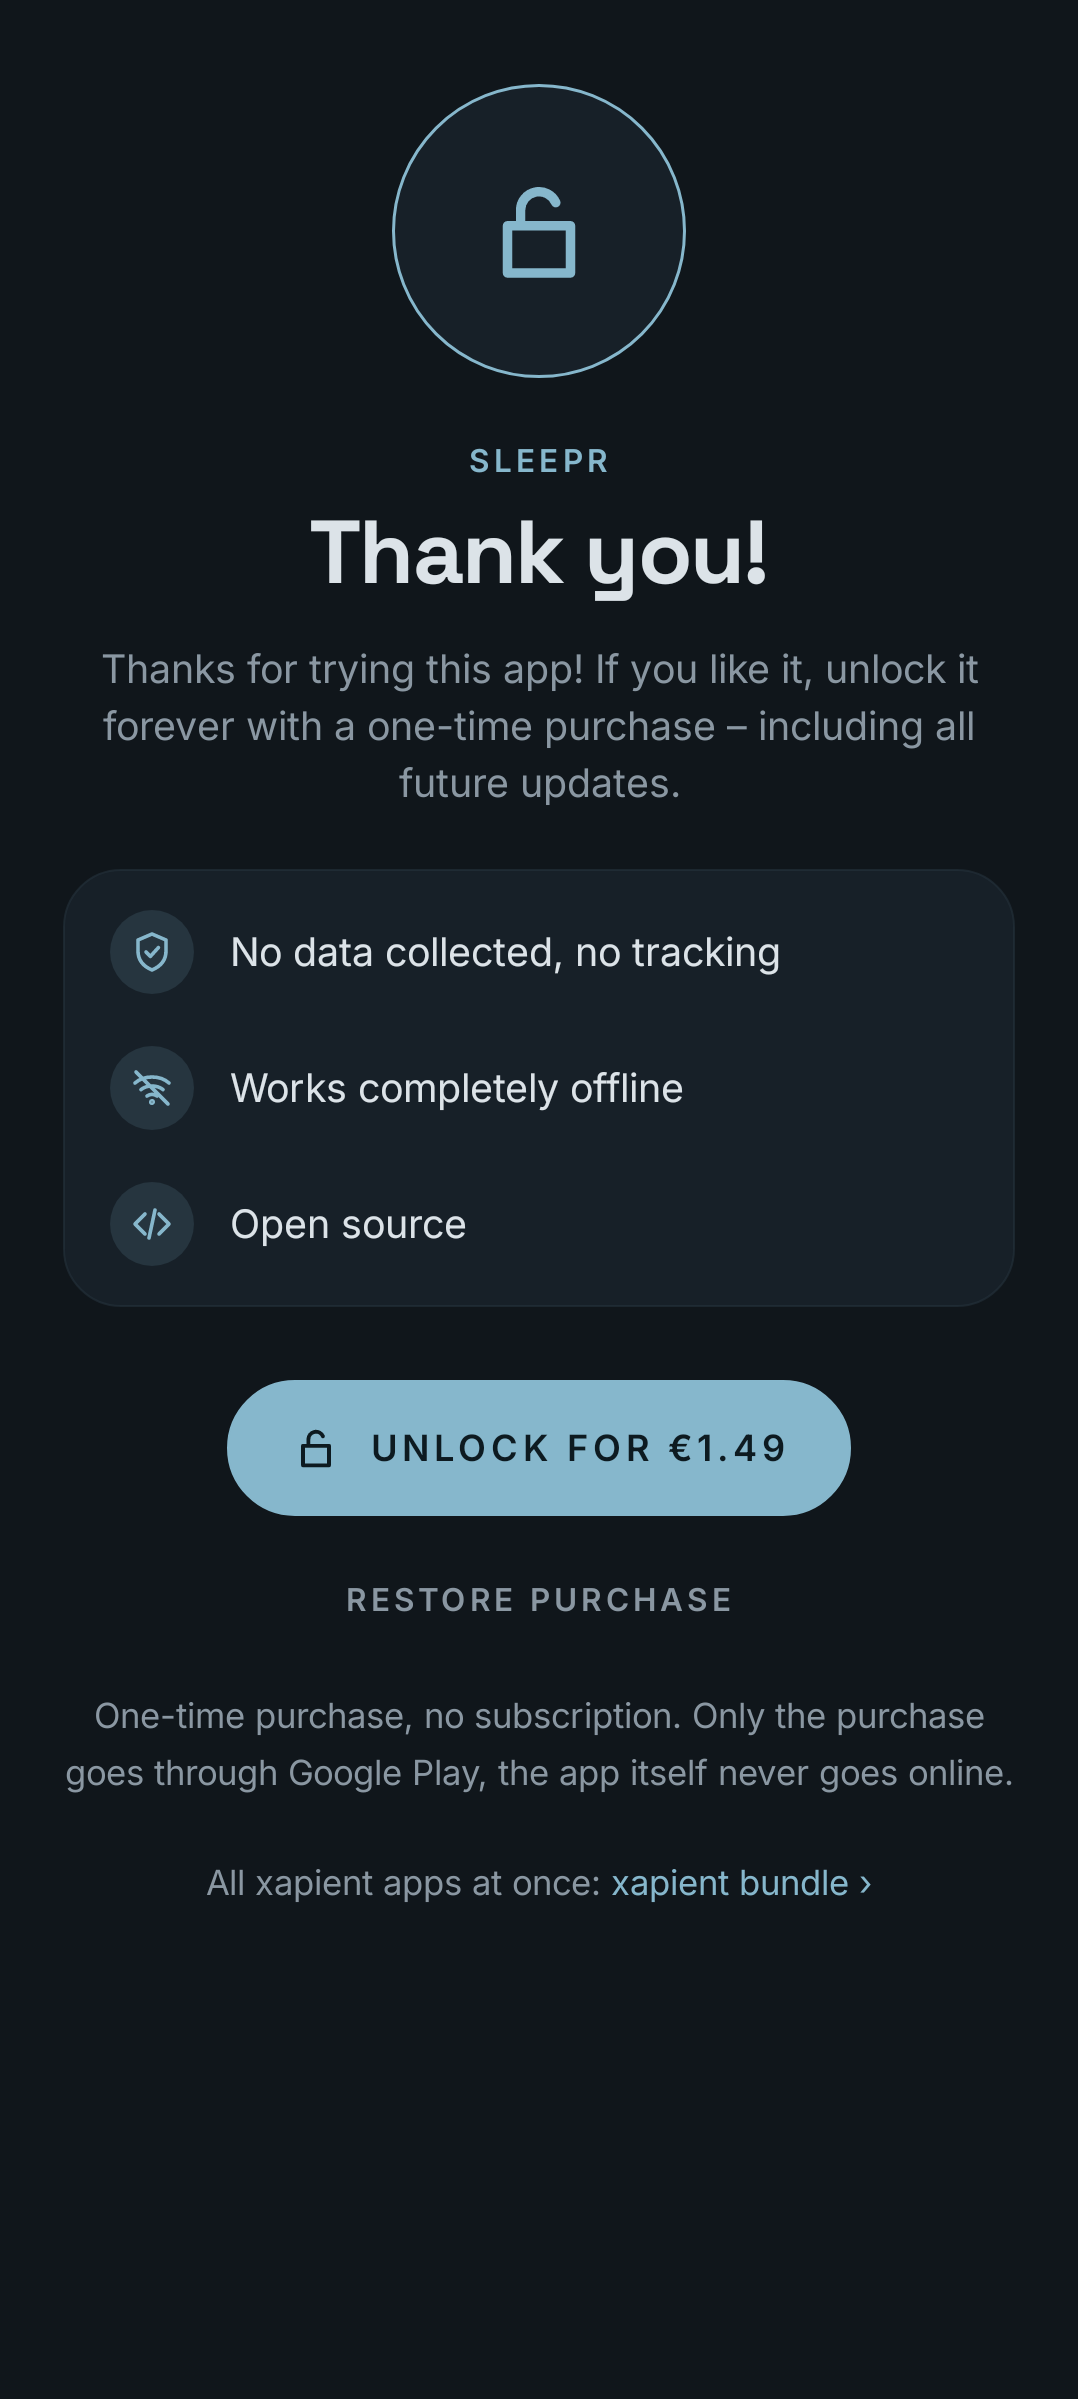 SLEEPR
Thank you!
Thanks for trying this app! If you like it, unlock it
forever with a one-time purchase – including all
future updates.
No data collected, no tracking
Works completely offline
Open source
UNLOCK FOR €1.49
RESTORE PURCHASE
One-time purchase, no subscription. Only the purchase
goes through Google Play, the app itself never goes online.
All xapient apps at once: xapient bundle ›